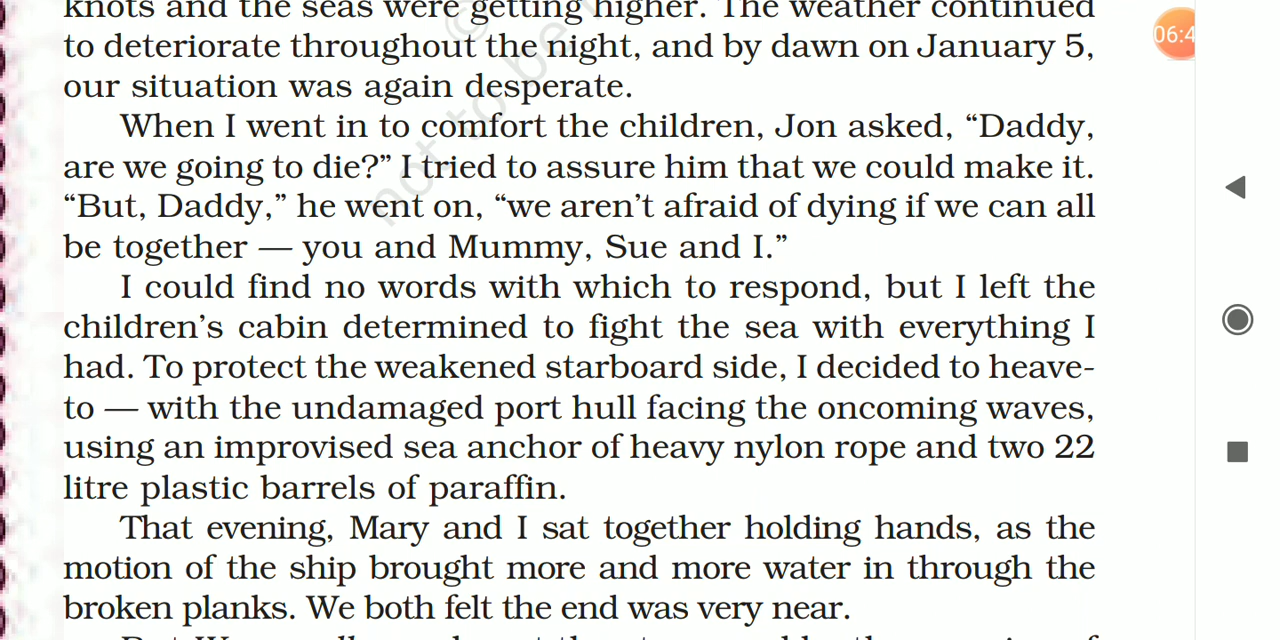 knots and the seas were getting higher. The weather continued
to deteriorate throughout the night, and by dawn on January 5,
our situation was again desperate.
When I went in to comfort the children, Jon asked, “Daddy,
are we going to die?” I tried to assure him that we could make it.
“But, Daddy,” he went on, “we aren’t afraid of dying if we can all
be together — you and Mummy, Sue and I.”
I could find no words with which to respond, but I left the
children’s cabin determined to fight the sea with everything I
had. To protect the weakened starboard side, I decided to heave-
to — with the undamaged port hull facing the oncoming waves,
using an improvised sea anchor of heavy nylon rope and two 22
litre plastic barrels of paraffin.
That evening, Mary and I sat together holding hands, as the
motion of the ship brought more and more water in through the
broken planks. We both felt the end was very near.
06:4
© not to be